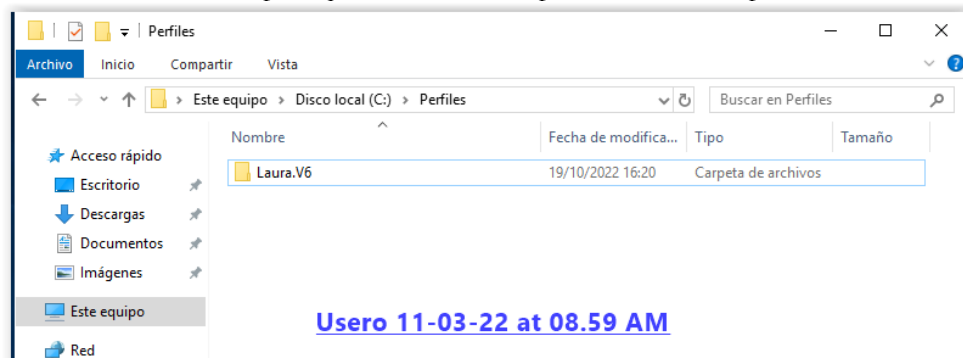 Perfiles
Archivo Inicio Compartir Vista
Este equipo > Disco local (C:) > Perfiles
Buscar en Perfiles
Nombre Fecha de modifica... Tipo Tamaño
Acceso rápido
Laura.V6 19/10/2022 16:20 Carpeta de archivos
Escritorio
Descargas
Documentos
Imágenes
Este equipo
Usero 11-03-22 at 08.59 AM
Red